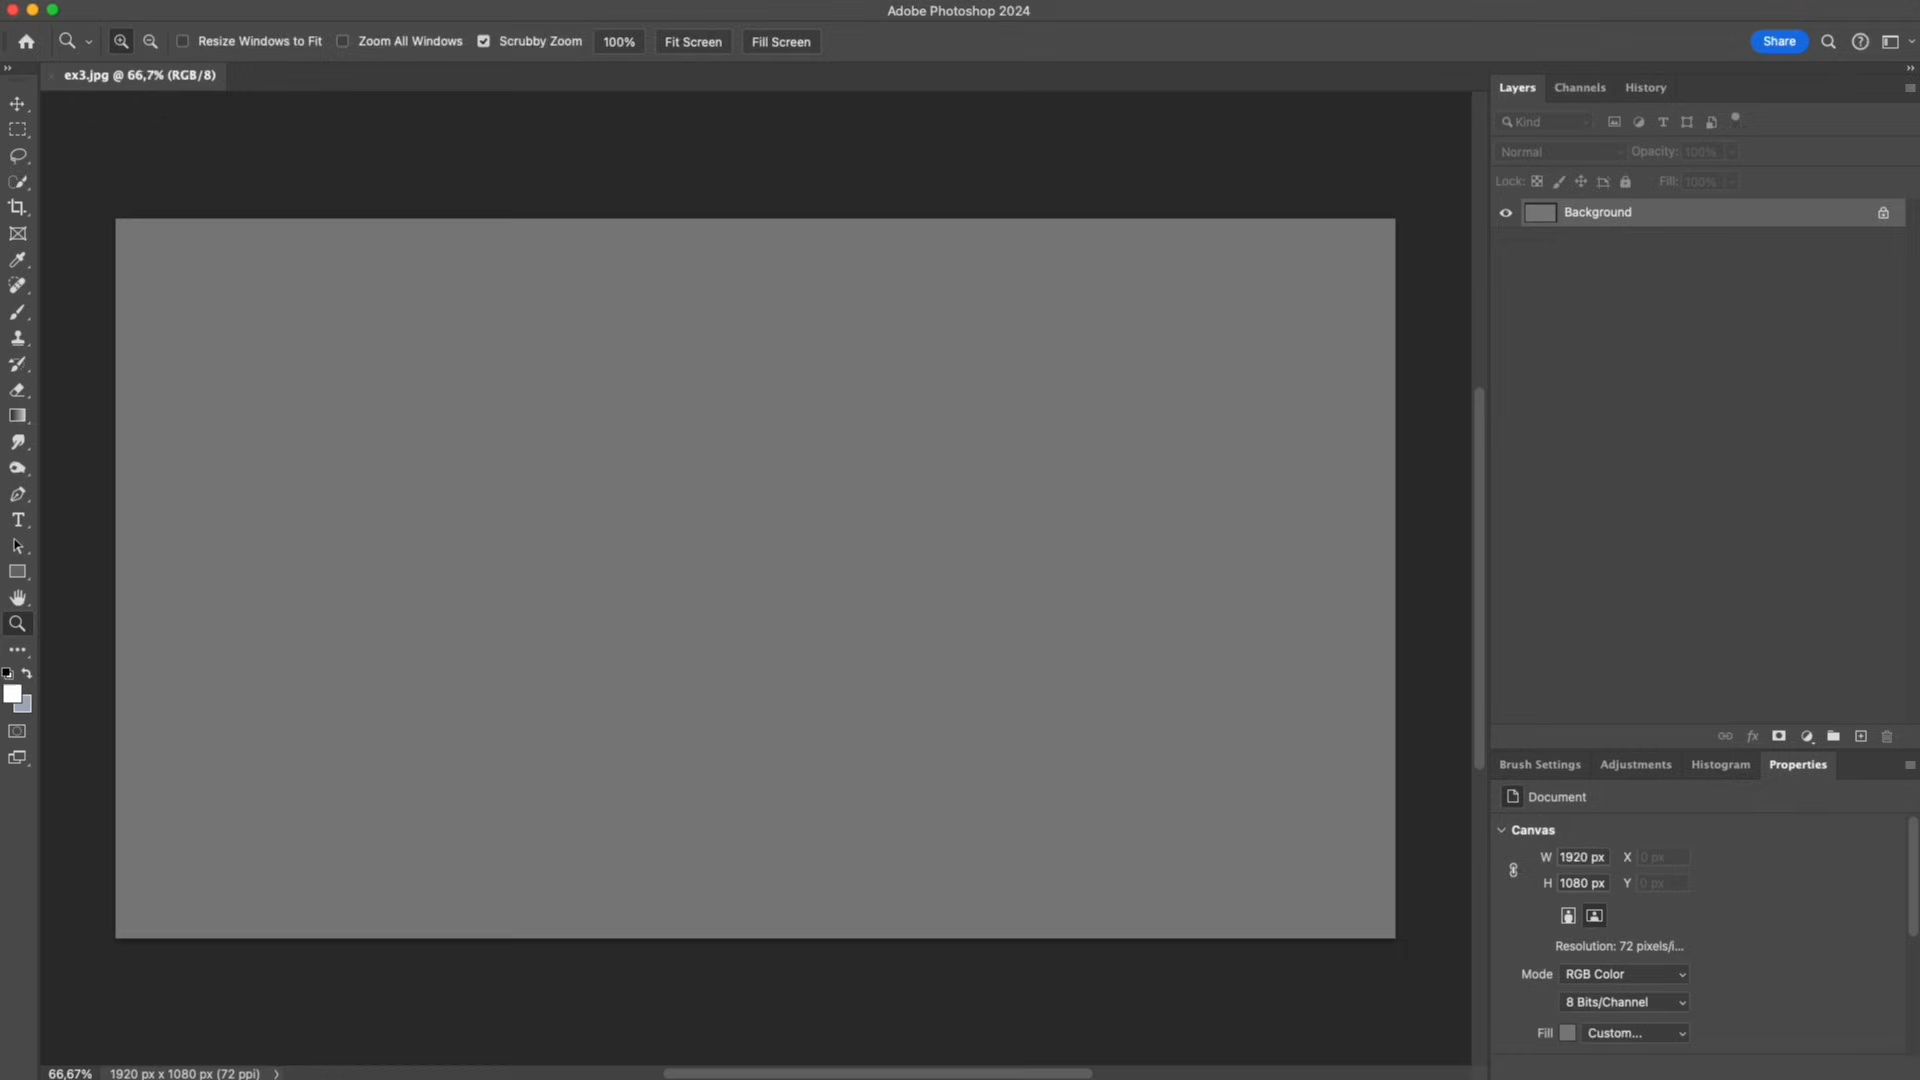 Adobe Photoshop 2024
Resize Windows to Fit Zoom All Windows Scrubby Zoom 100% Fit Screen Fill Screen Share
ex3.jpg @ 66,7% (RGB/8)
Layers Channels History
Kind
Normal Opacity: 100%
Lock: Fill: 100%
Background
fx
Brush Settings Adjustments Histogram Properties
Document
Canvas
W 1920 px X 0 px
H 1080 px Y 0 px
Resolution: 72 pixels/i...
Mode RGB Color
8 Bits/Channel
Fill Custom...
66,67% 1920 px x 1080 px (72 ppi)